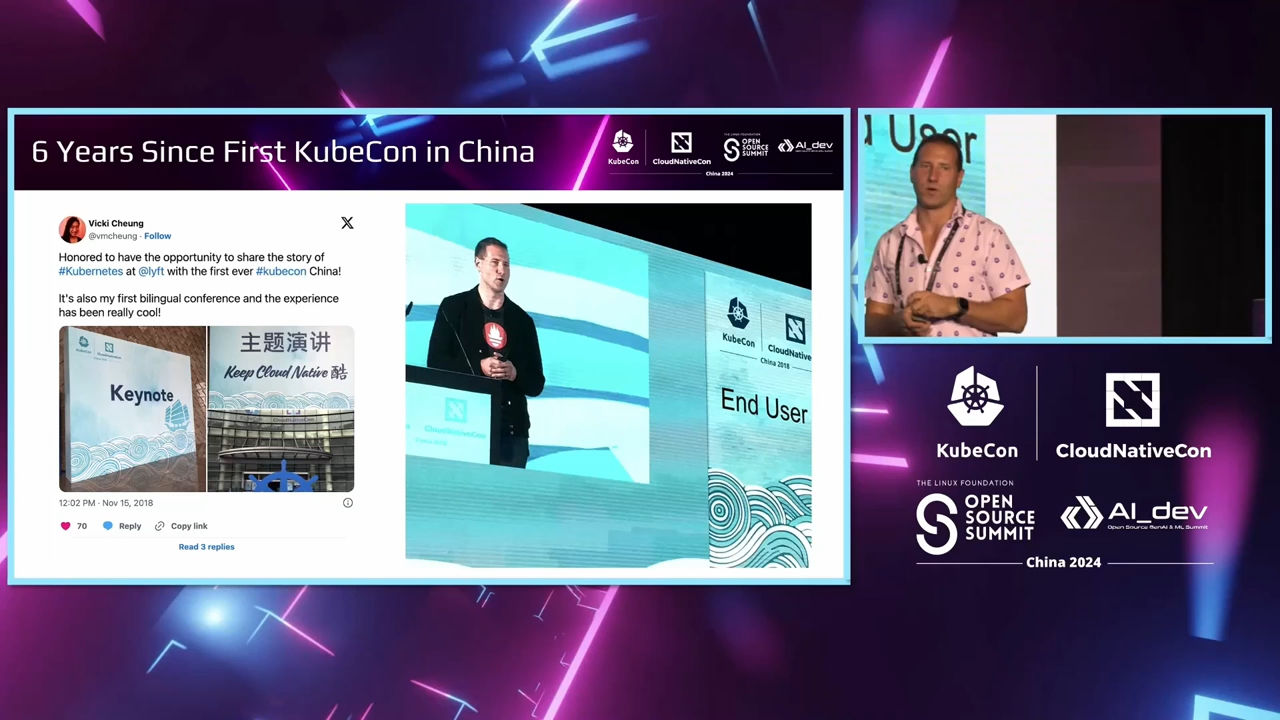 6 Years Since First KubeCon in China
KubeCon
CloudNativeCon
THE LINUX FOUNDATION
OPEN
SOURCE
SUMMIT
AI_dev
China 2024
Vicki Cheung
@vmcheung · Follow
Honored to have the opportunity to share the story of
#Kubernetes at @lyft with the first ever #kubecon China!
It's also my first bilingual conference and the experience
has been really cool!
Keynote
主题演讲
Keep Cloud Native 酷
12:02 PM · Nov 15, 2018
70
Reply
Copy link
Read 3 replies
CloudNativeCon
KubeCon
CloudNative
China 2018
End User
d User
KubeCon
CloudNativeCon
THE LINUX FOUNDATION
OPEN
SOURCE
SUMMIT
AI_dev
Open Source GenAI & ML Summit
China 2024